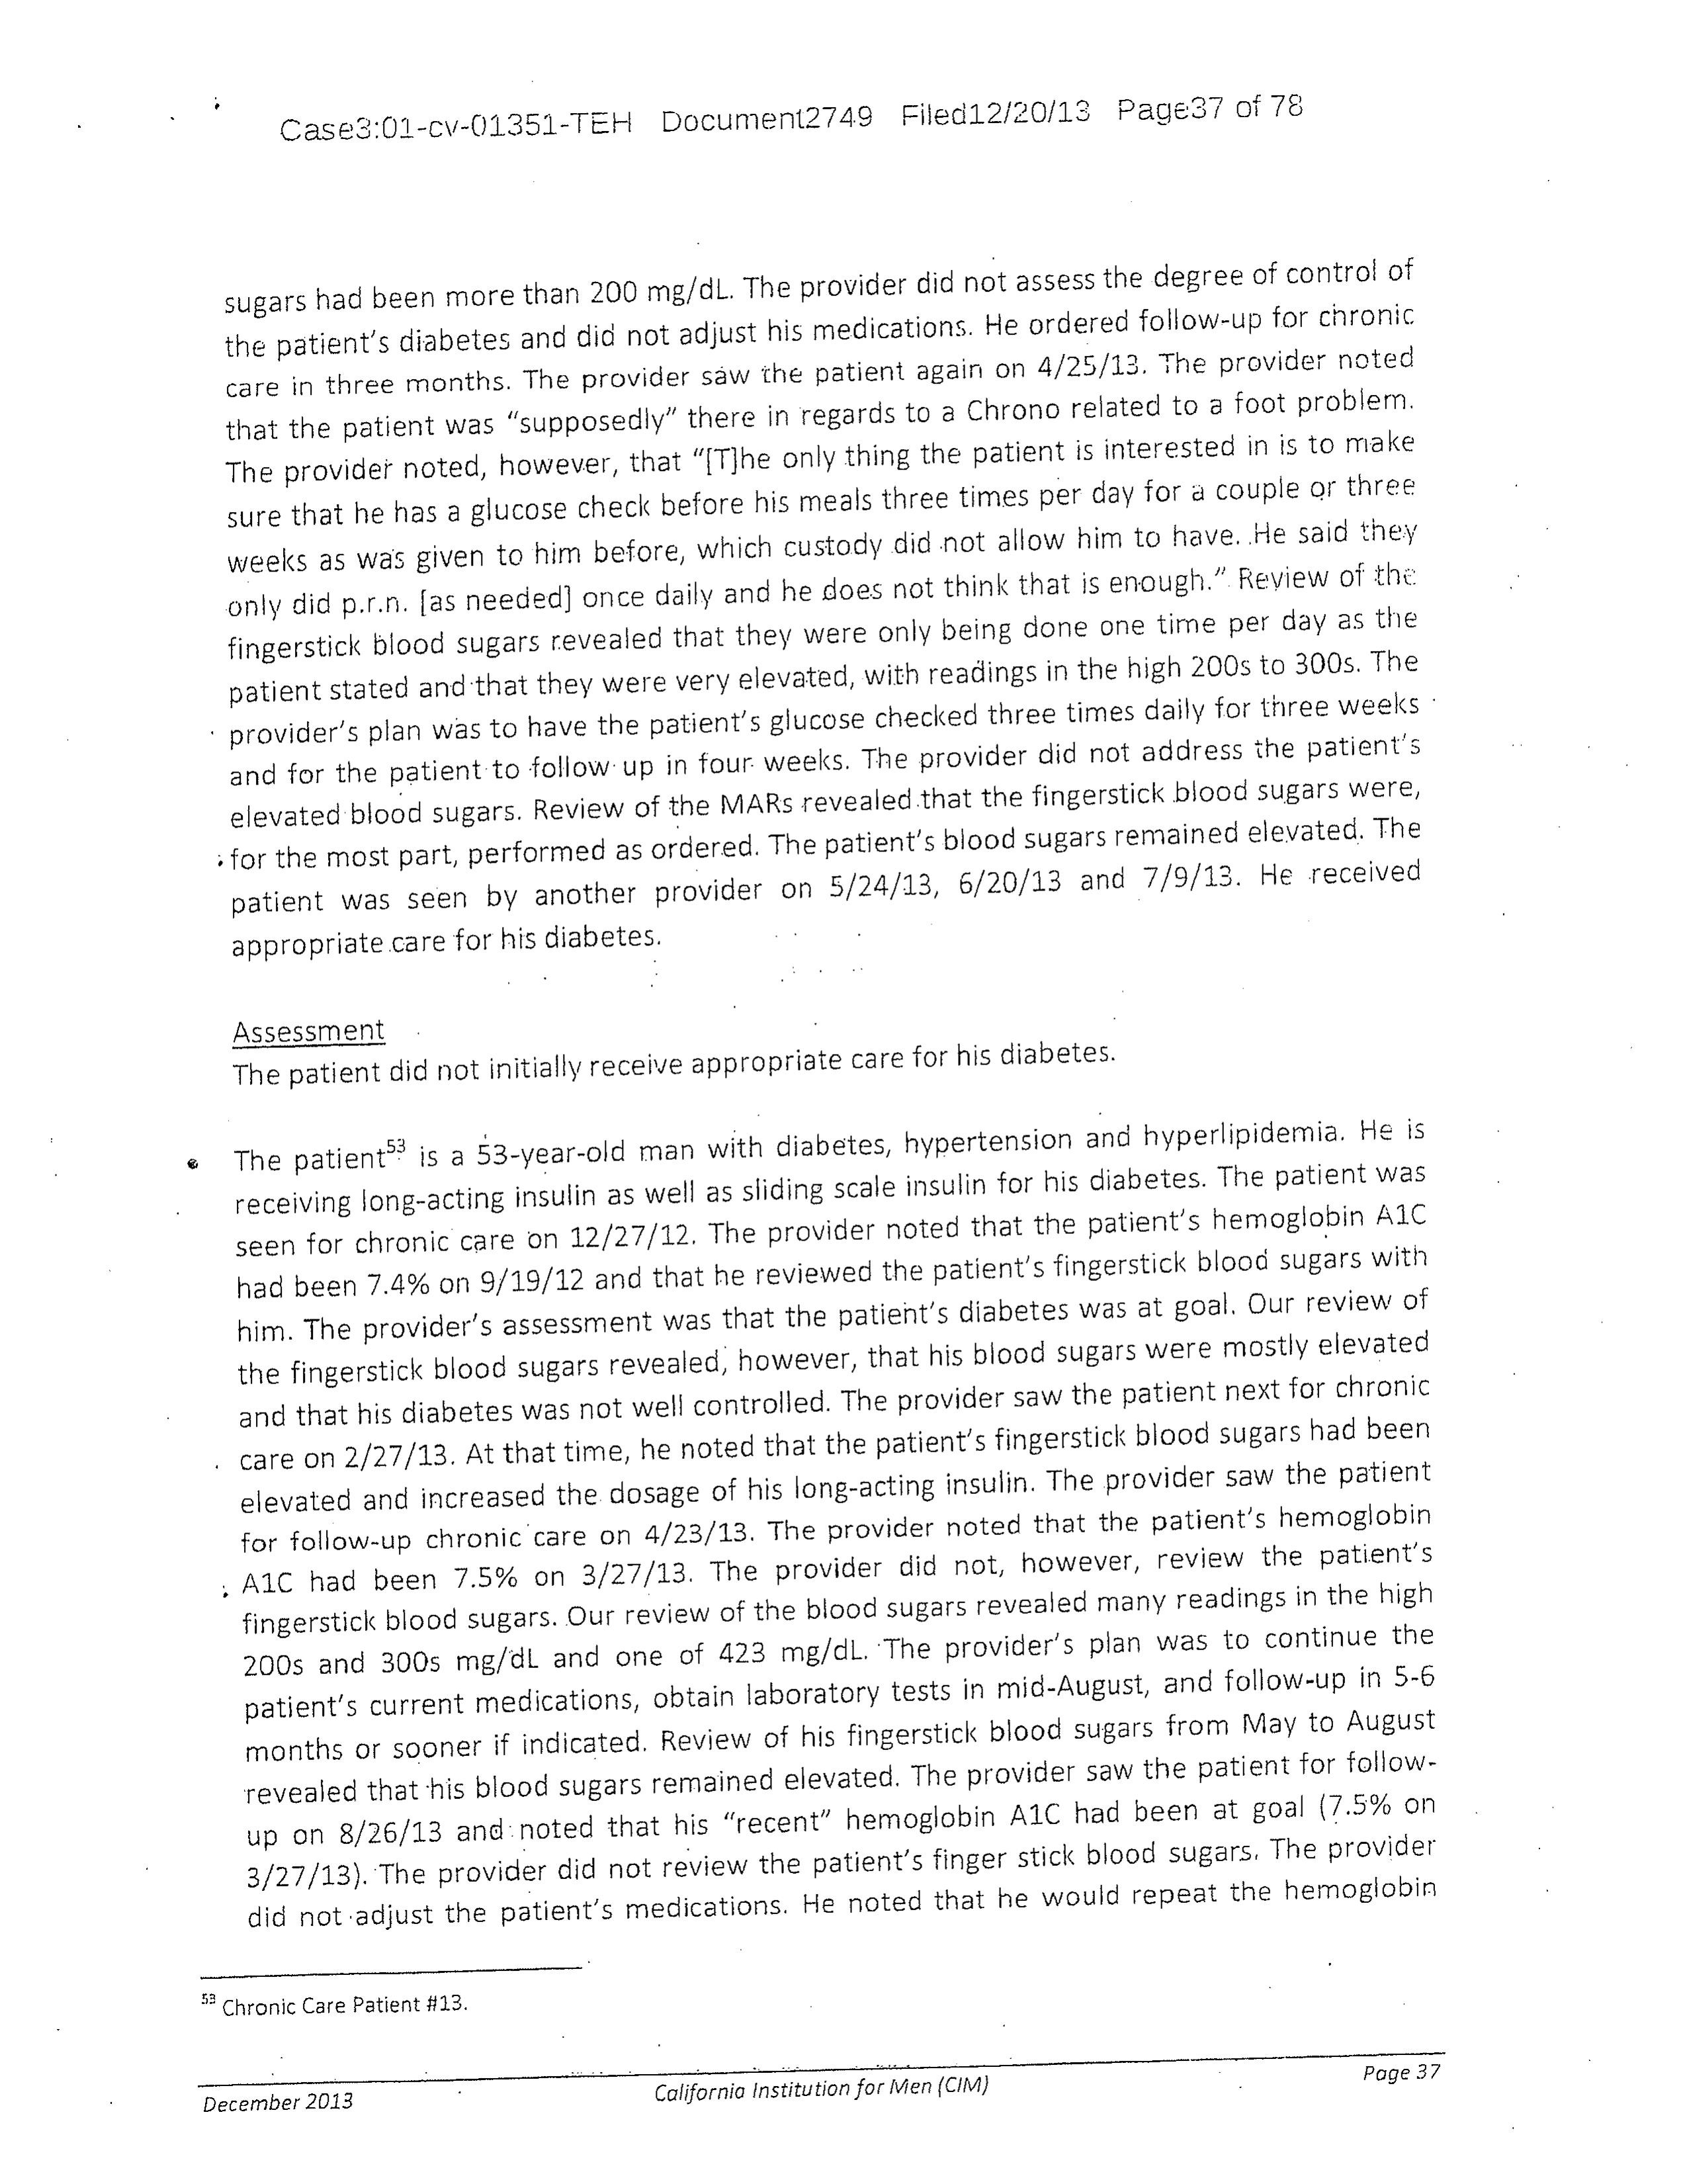 Case3:01-cv-01351-TEH Document2749 Filed12/20/13 Page37 of 78
sugars had been more than 200 mg/dL. The provider did not assess the degree of control of
the patient's diabetes and did not adjust his medications. He ordered follow-up for chronic
care in three months. The provider saw the patient again on 4/25/13. The provider noted
that the patient was "supposedly" there in regards to a Chrono related to a foot problem.
The provider noted, however, that "[T]he only thing the patient is interested in is to make
sure that he has a glucose check before his meals three times per day for a couple or three
weeks as was given to him before, which custody did not allow him to have. He said they
only did p.r.n. [as needed] once daily and he does not think that is enough." Review of the
fingerstick blood sugars revealed that they were only being done one time per day as the
patient stated and that they were very elevated, with readings in the high 200s to 300s. The
provider's plan was to have the patient's glucose checked three times daily for three weeks
and for the patient to follow up in four weeks. The provider did not address the patient's
elevated blood sugars. Review of the MARs revealed that the fingerstick blood sugars were,
for the most part, performed as ordered. The patient's blood sugars remained elevated. The
patient was seen by another provider on 5/24/13, 6/20/13 and 7/9/13. He received
appropriate care for his diabetes.
Assessment
The patient did not initially receive appropriate care for his diabetes.
• The patient53 is a 53-year-old man with diabetes, hypertension and hyperlipidemia. He is
receiving long-acting insulin as well as sliding scale insulin for his diabetes. The patient was
seen for chronic care on 12/27/12. The provider noted that the patient's hemoglobin A1C
had been 7.4% on 9/19/12 and that he reviewed the patient's fingerstick blood sugars with
him. The provider's assessment was that the patient's diabetes was at goal. Our review of
the fingerstick blood sugars revealed, however, that his blood sugars were mostly elevated
and that his diabetes was not well controlled. The provider saw the patient next for chronic
care on 2/27/13. At that time, he noted that the patient's fingerstick blood sugars had been
elevated and increased the dosage of his long-acting insulin. The provider saw the patient
for follow-up chronic care on 4/23/13. The provider noted that the patient's hemoglobin
A1C had been 7.5% on 3/27/13. The provider did not, however, review the patient's
fingerstick blood sugars. Our review of the blood sugars revealed many readings in the high
200s and 300s mg/dL and one of 423 mg/dL. The provider's plan was to continue the
patient's current medications, obtain laboratory tests in mid-August, and follow-up in 5-6
months or sooner if indicated. Review of his fingerstick blood sugars from May to August
revealed that his blood sugars remained elevated. The provider saw the patient for follow-
up on 8/26/13 and noted that his "recent" hemoglobin A1C had been at goal (7.5% on
3/27/13). The provider did not review the patient's finger stick blood sugars. The provider
did not adjust the patient's medications. He noted that he would repeat the hemoglobin
53 Chronic Care Patient #13.
December 2013 California Institution for Men (CIM) Page 37